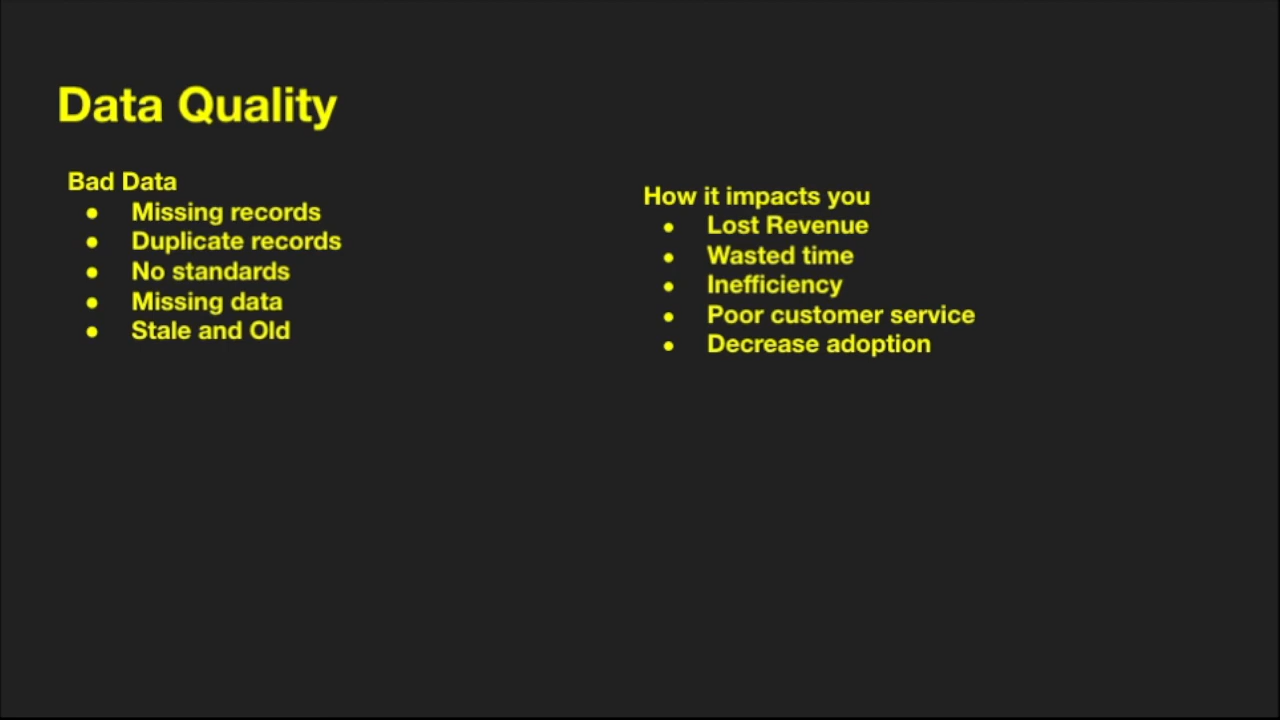 Data Quality
Bad Data
● Missing records
● Duplicate records
● No standards
● Missing data
● Stale and Old
How it impacts you
● Lost Revenue
● Wasted time
● Inefficiency
● Poor customer service
● Decrease adoption